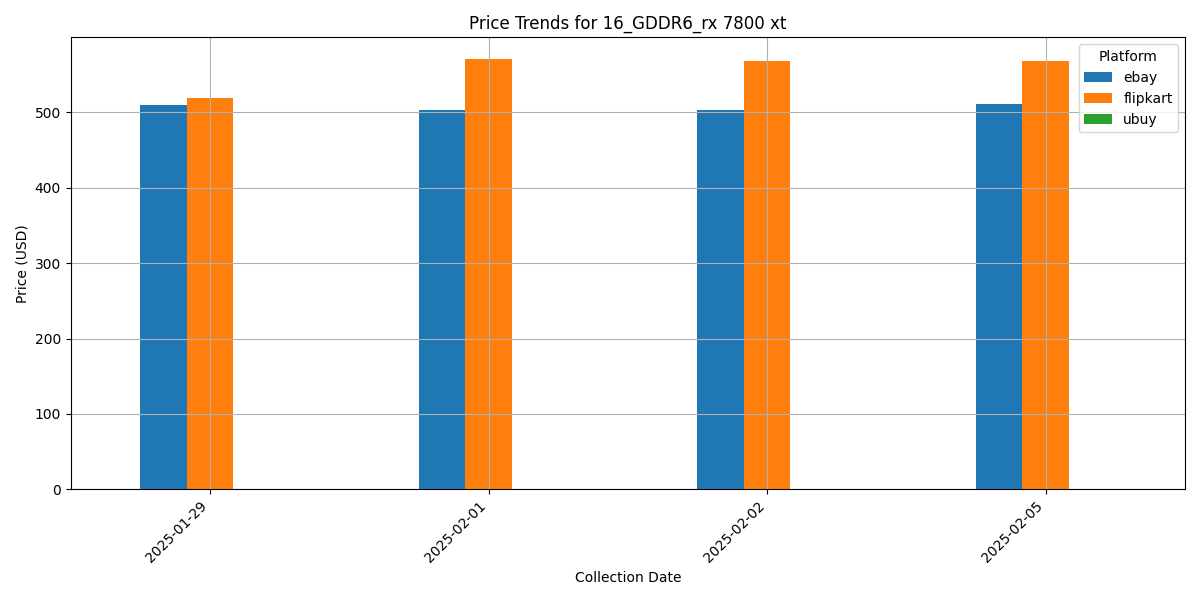 Price Trends for 16_GDDR6_rx 7800 xt
Platform
ebay
flipkart
ubuy
Price (USD)
500
400
300
200
100
0
2025-01-29
2025-02-01
2025-02-02
2025-02-05
Collection Date